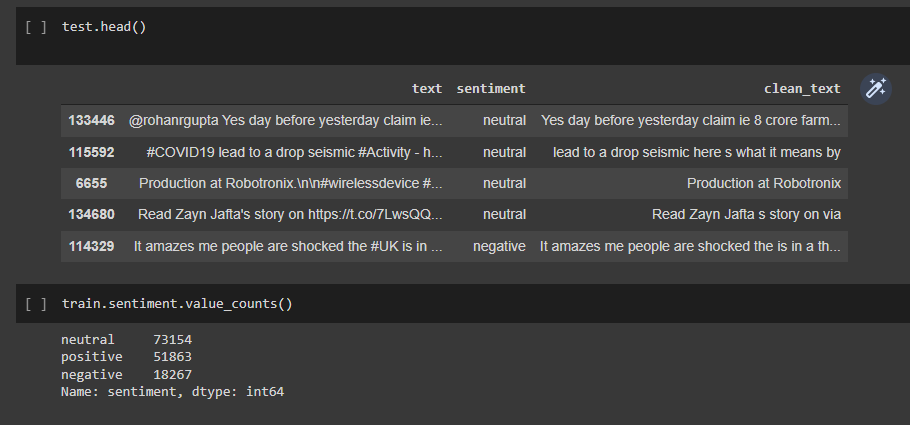 [ ] test.head()
text sentiment clean_text
133446 @rohanrgupta Yes day before yesterday claim ie... neutral Yes day before yesterday claim ie 8 crore farm...
115592 #COVID19 lead to a drop seismic #Activity - h... neutral lead to a drop seismic here s what it means by
6655 Production at Robotronix.\n\n#wirelessdevice #... neutral Production at Robotronix
134680 Read Zayn Jafta's story on https://t.co/7LwsQQ... neutral Read Zayn Jafta s story on via
114329 It amazes me people are shocked the #UK is in ... negative It amazes me people are shocked the is in a th...
[ ] train.sentiment.value_counts()
neutral 73154
positive 51863
negative 18267
Name: sentiment, dtype: int64